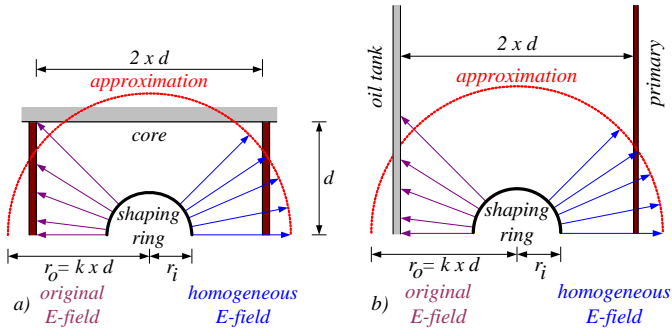 2 x d
approximation
core
d
shaping
ring
r_o= k x d
r_i
a)
original
E-field
homogeneous
E-field
2 x d
approximation
oil tank
primary
shaping
ring
r_o= k x d
r_i
b)
original
E-field
homogeneous
E-field